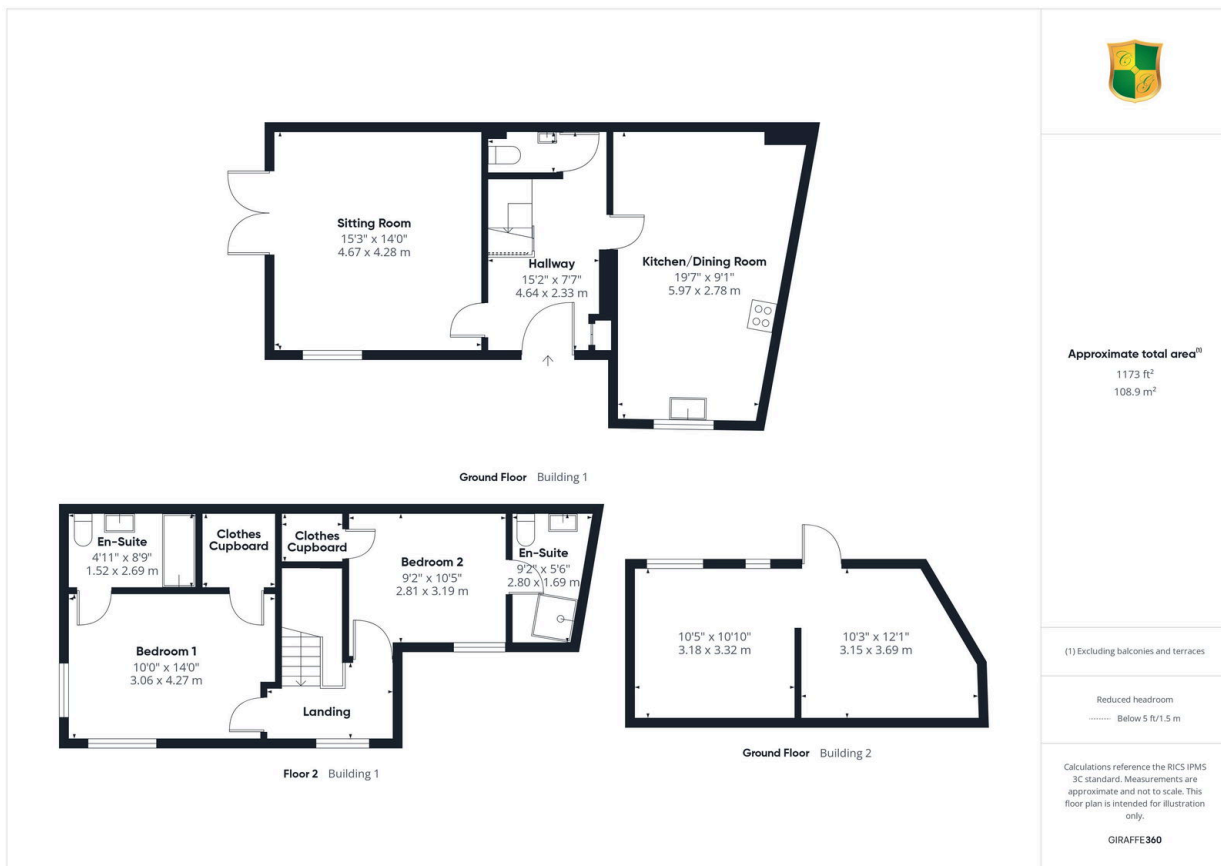 Sitting Room
15'3" x 14'0"
4.67 x 4.28 m
Hallway
15'2" x 7'7"
4.64 x 2.33 m
Kitchen/Dining Room
19'7" x 9'1"
5.97 x 2.78 m
Ground Floor Building 1
En-Suite
4'11" x 8'9"
1.52 x 2.69 m
Clothes
Cupboard
Clothes
Cupboard
Bedroom 2
9'2" x 10'5"
2.81 x 3.19 m
En-Suite
9'2" x 5'6"
2.80 x 1.69 m
Bedroom 1
10'0" x 14'0"
3.06 x 4.27 m
Landing
Floor 2 Building 1
10'5" x 10'10"
3.18 x 3.32 m
10'3" x 12'1"
3.15 x 3.69 m
Ground Floor Building 2
C
G
Approximate total area(1)
1173 ft²
108.9 m²
(1) Excluding balconies and terraces
Reduced headroom
Below 5 ft/1.5 m
Calculations reference the RICS IPMS
3C standard. Measurements are
approximate and not to scale. This
floor plan is intended for illustration
only.
GIRAFFE360